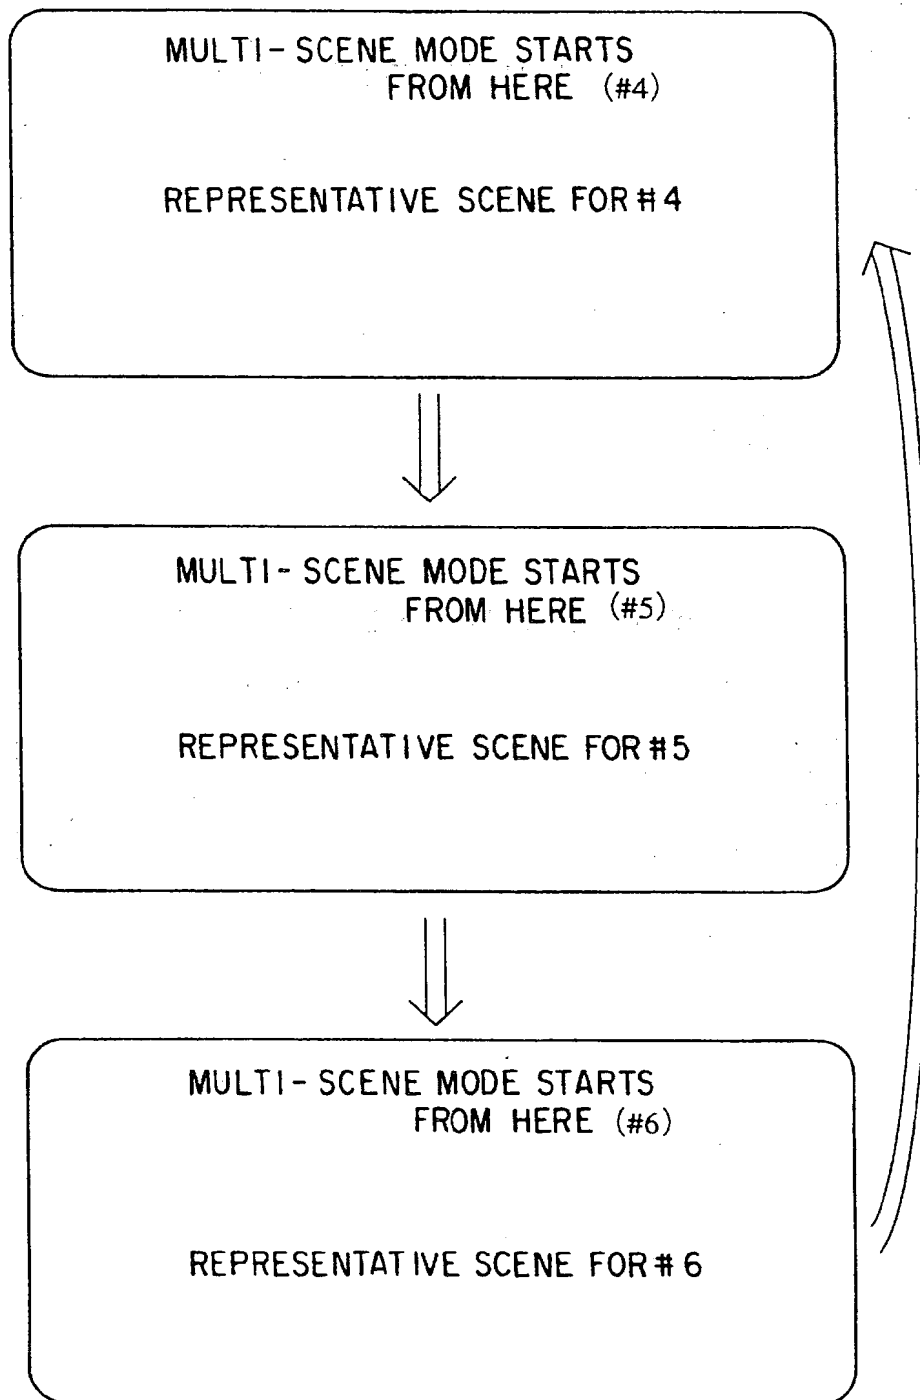 MULTI-SCENE MODE STARTS
FROM HERE (#4)
REPRESENTATIVE SCENE FOR #4
MULTI-SCENE MODE STARTS
FROM HERE (#5)
REPRESENTATIVE SCENE FOR #5
MULTI-SCENE MODE STARTS
FROM HERE (#6)
REPRESENTATIVE SCENE FOR #6